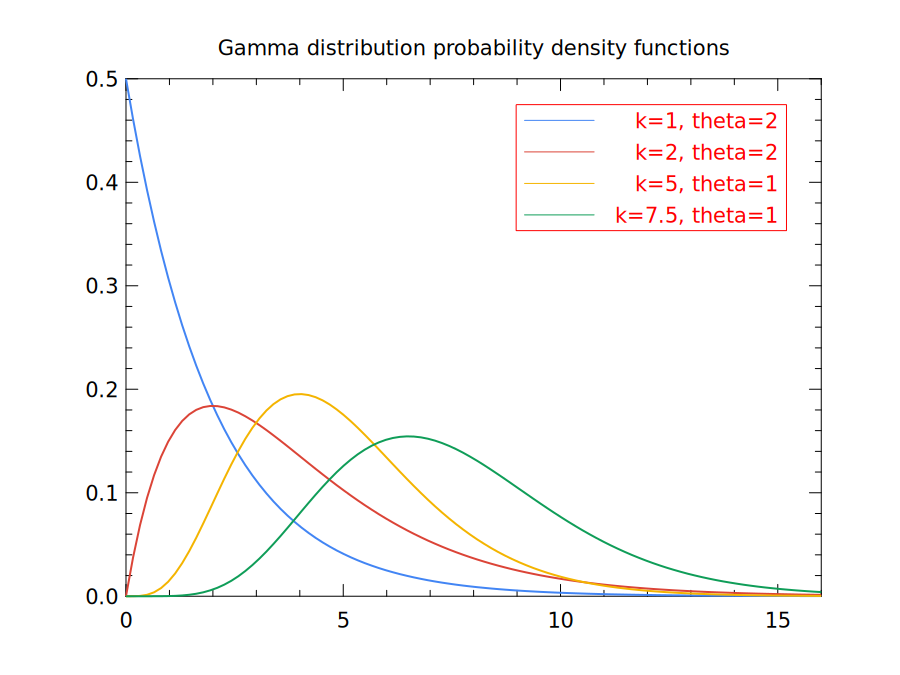 Gamma distribution probability density functions
0.5
k=1, theta=2
k=2, theta=2
k=5, theta=1
k=7.5, theta=1
0.4
0.3
0.2
0.1
0.0
0 5 10 15